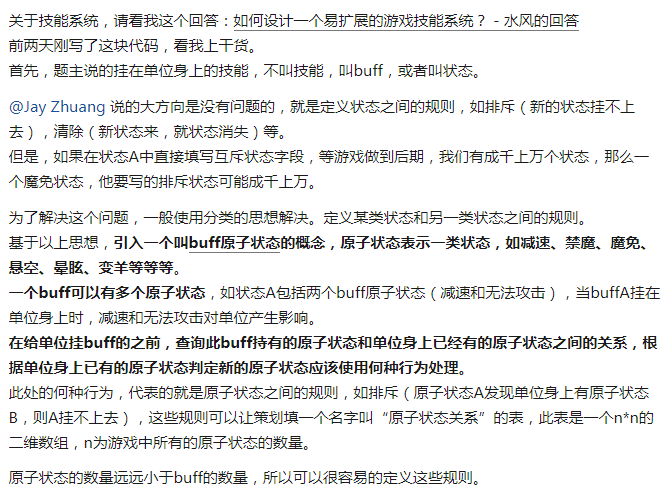 关于技能系统，请看我这个回答：如何设计一个易扩展的游戏技能系统？ - 水风的回答
前两天刚写了这块代码，看我上干货。
首先，题主说的挂在单位身上的技能，不叫技能，叫buff，或者叫状态。
@Jay Zhuang 说的大方向是没有问题的，就是定义状态之间的规则，如排斥（新的状态挂不上
去），清除（新状态来，就状态消失）等。
但是，如果在状态A中直接填写互斥状态字段，等游戏做到后期，我们有成千上万个状态，那么一
个魔免状态，他要写的排斥状态可能成千上万。
为了解决这个问题，一般使用分类的思想解决。定义某类状态和另一类状态之间的规则。
基于以上思想，引入一个叫buff原子状态的概念，原子状态表示一类状态，如减速、禁魔、魔免、
悬空、晕眩、变羊等等等。
一个buff可以有多个原子状态，如状态A包括两个buff原子状态（减速和无法攻击），当buffA挂在
单位身上时，减速和无法攻击对单位产生影响。
在给单位挂buff的之前，查询此buff持有的原子状态和单位身上已经有的原子状态之间的关系，根
据单位身上已有的原子状态判定新的原子状态应该使用何种行为处理。
此处的何种行为，代表的就是原子状态之间的规则，如排斥（原子状态A发现单位身上有原子状态
B，则A挂不上去），这些规则可以让策划填一个名字叫“原子状态关系”的表，此表是一个n*n的
二维数组，n为游戏中所有的原子状态的数量。
原子状态的数量远远小于buff的数量，所以可以很容易的定义这些规则。